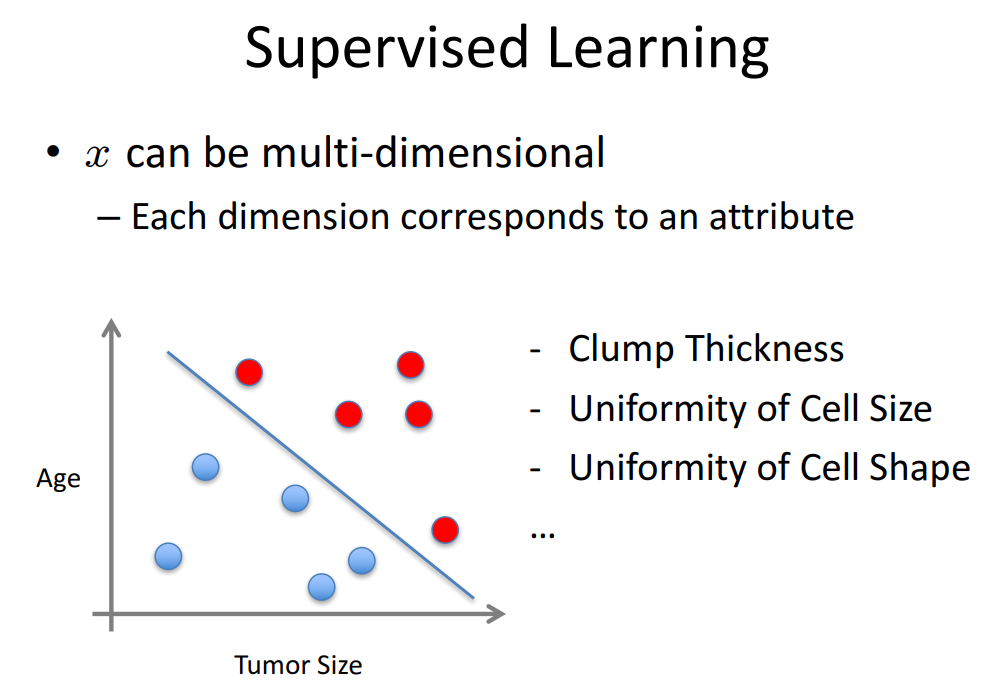 Supervised Learning
• x can be multi-dimensional
– Each dimension corresponds to an attribute
- Clump Thickness
- Uniformity of Cell Size
- Uniformity of Cell Shape
...
Age
Tumor Size